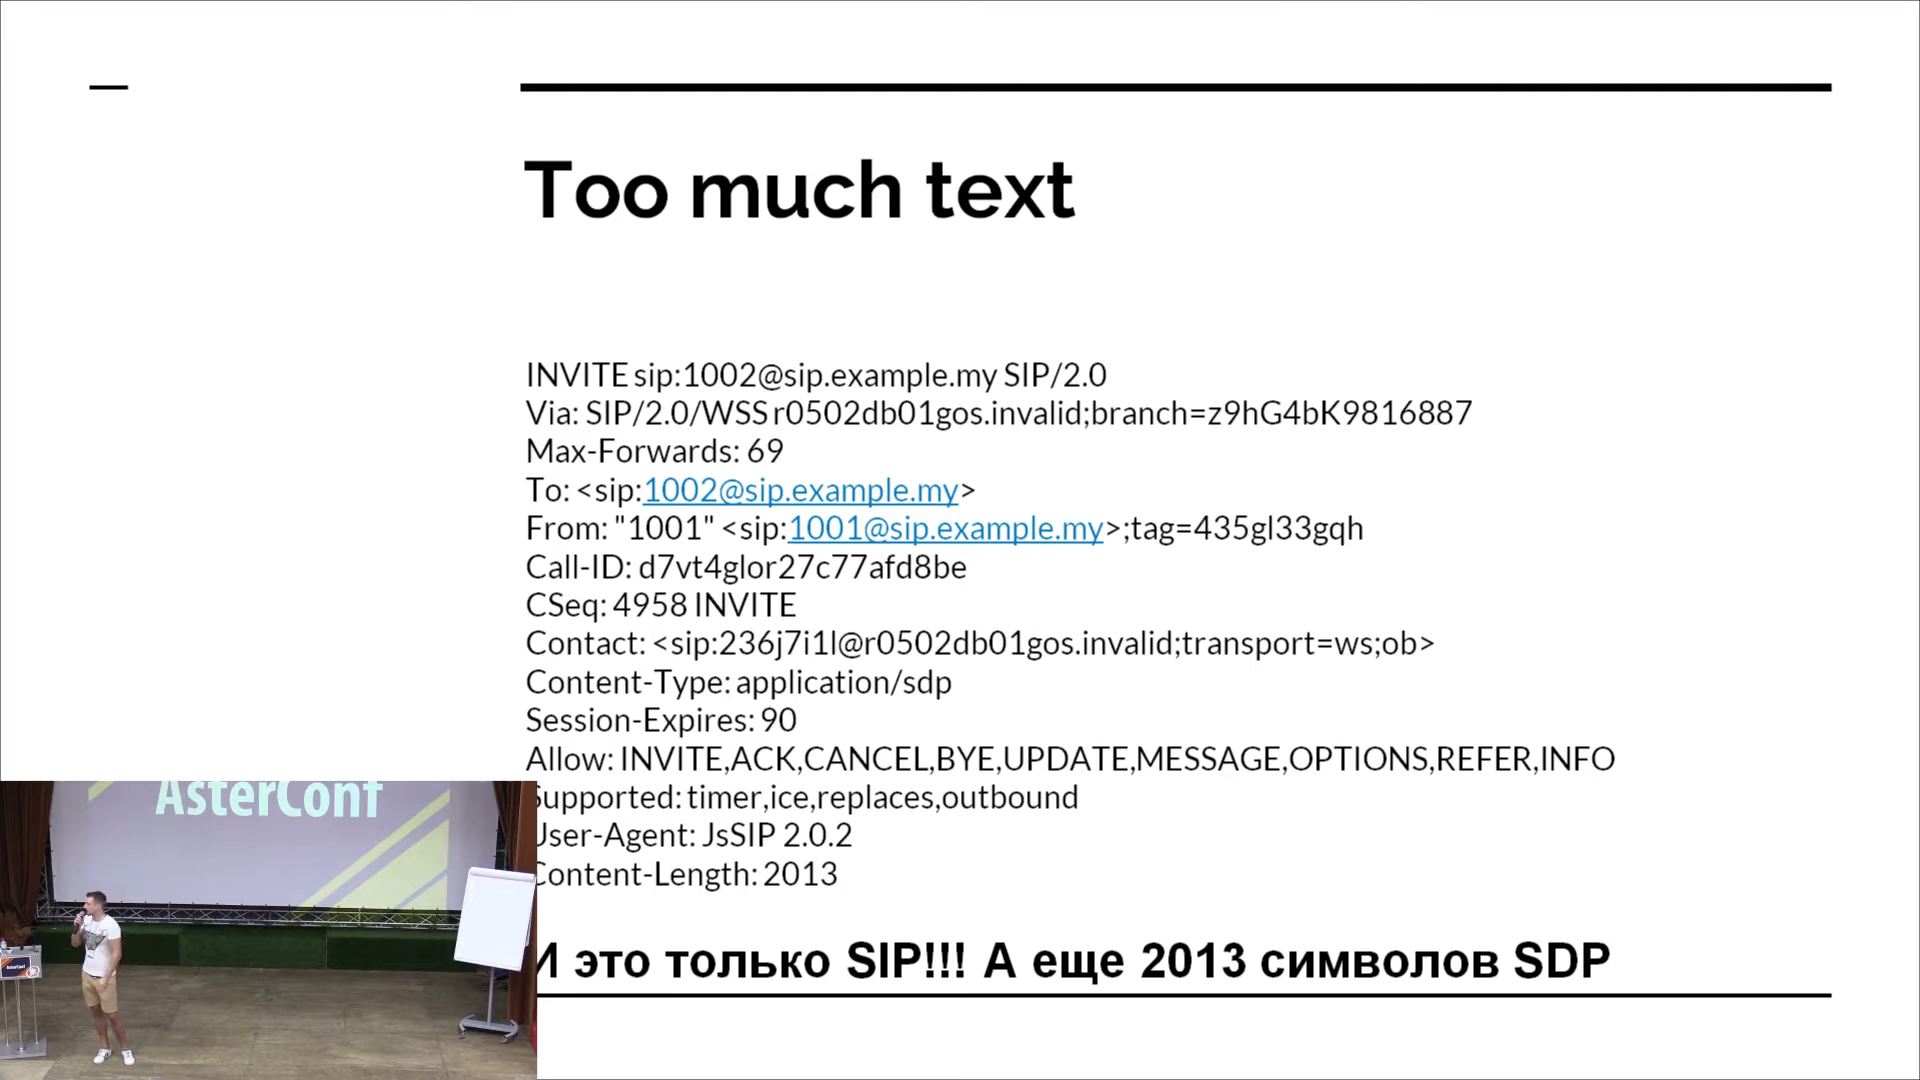 Too much text
INVITE sip:1002@sip.example.my SIP/2.0
Via: SIP/2.0/WSS r0502db01gos.invalid;branch=z9hG4bK9816887
Max-Forwards: 69
To: <sip:1002@sip.example.my>
From: "1001" <sip:1001@sip.example.my>;tag=435gl33gqh
Call-ID: d7vt4glor27c77afd8be
CSeq: 4958 INVITE
Contact: <sip:236j7i1l@r0502db01gos.invalid;transport=ws;ob>
Content-Type: application/sdp
Session-Expires: 90
Allow: INVITE,ACK,CANCEL,BYE,UPDATE,MESSAGE,OPTIONS,REFER,INFO
Supported: timer,ice,replaces,outbound
User-Agent: JsSIP 2.0.2
Content-Length: 2013
И это только SIP!!! А еще 2013 символов SDP
AsterConf
AsterConf